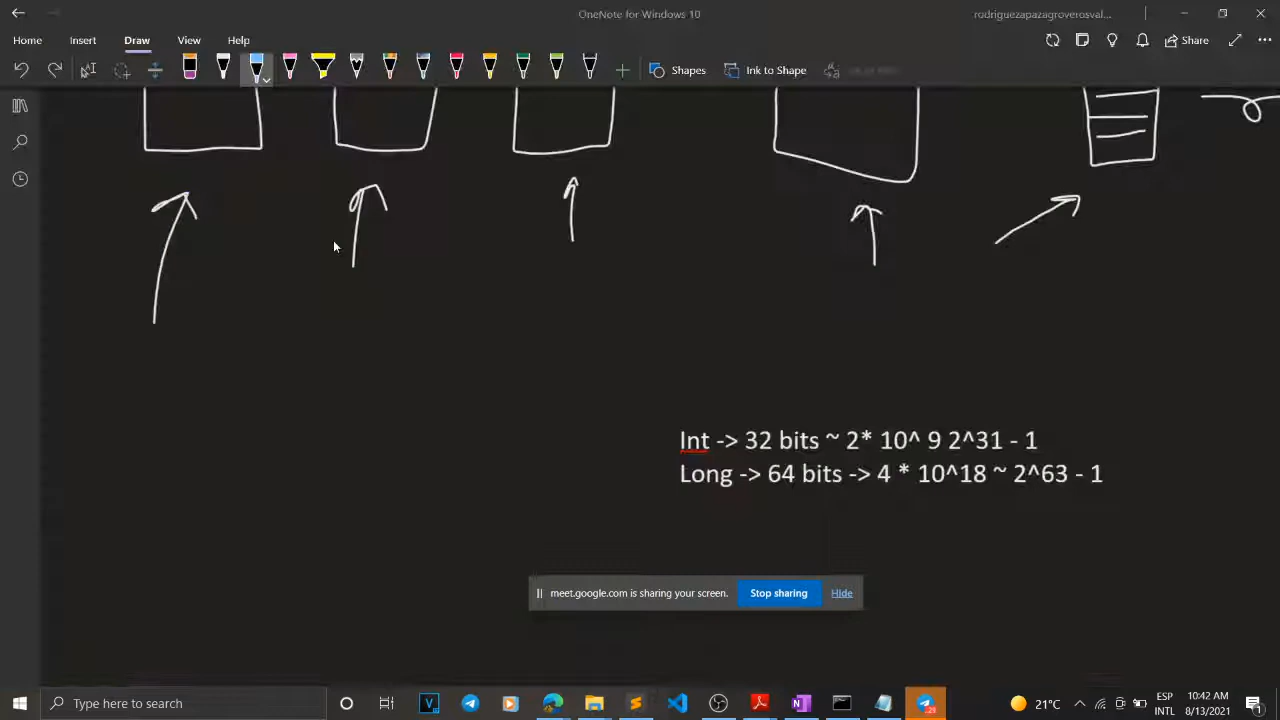 OneNote for Windows 10
rodriguezapazagroverosval...
Home Insert Draw View Help
Share
Shapes
Ink to Shape
Int -> 32 bits ~ 2* 10^ 9 2^31 - 1
Long -> 64 bits -> 4 * 10^18 ~ 2^63 - 1
meet.google.com is sharing your screen. Stop sharing Hide
Type here to search
21°C
ESP
INTL
10:42 AM
8/13/2021